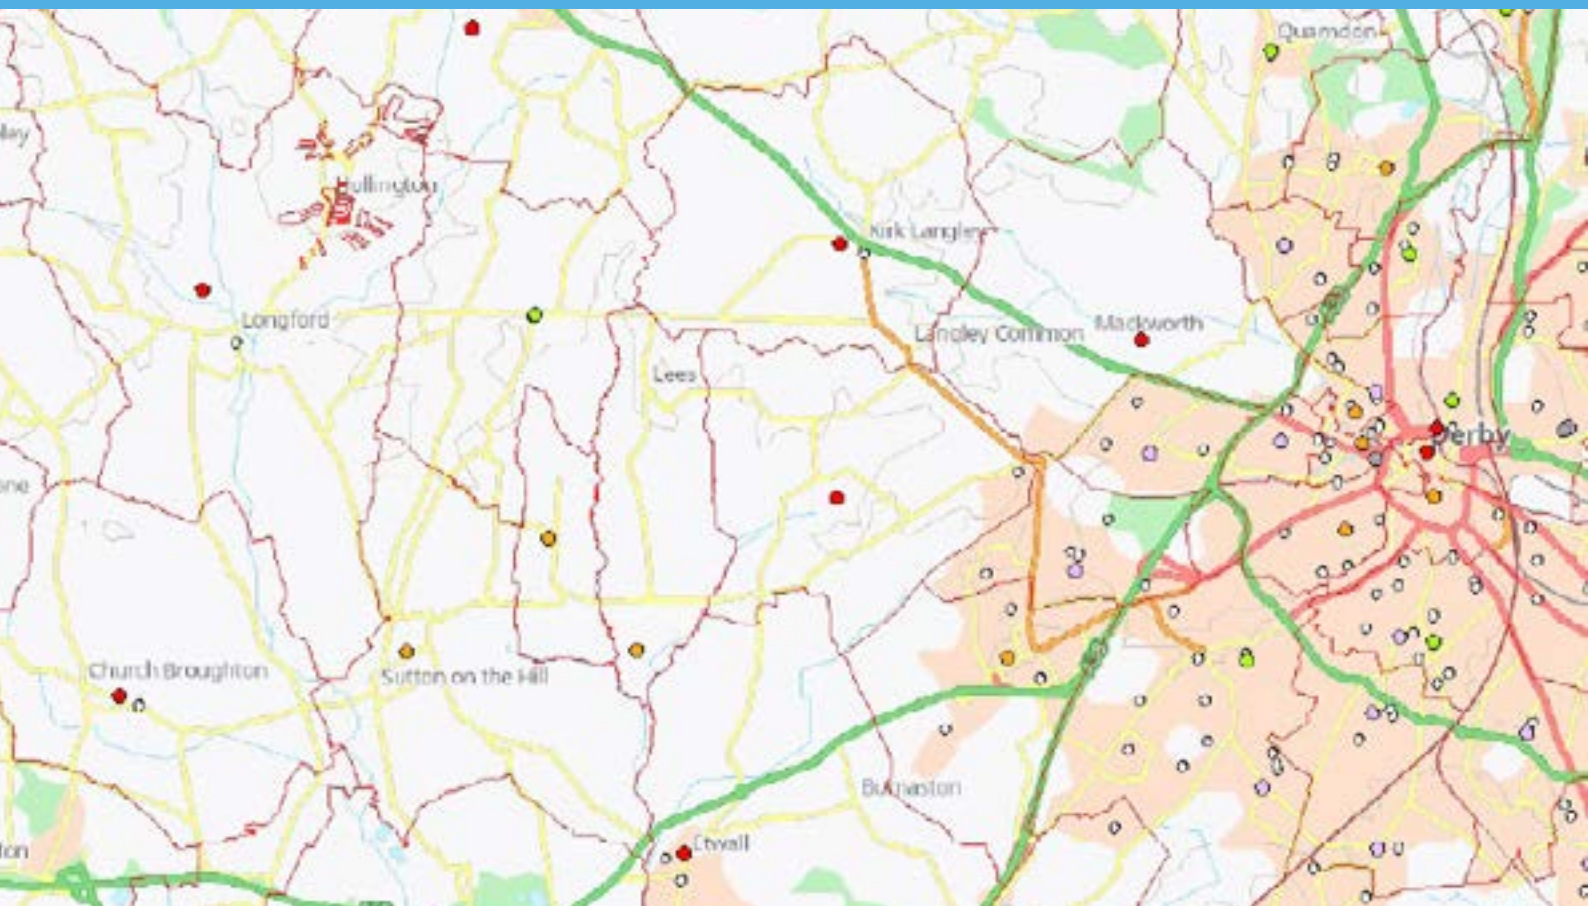 Quarndon
Hollington
Kirk Langley
Longford
Langley Common
Mackworth
Lees
Derby
Church Broughton
Sutton on the Hill
Burnaston
Etwall